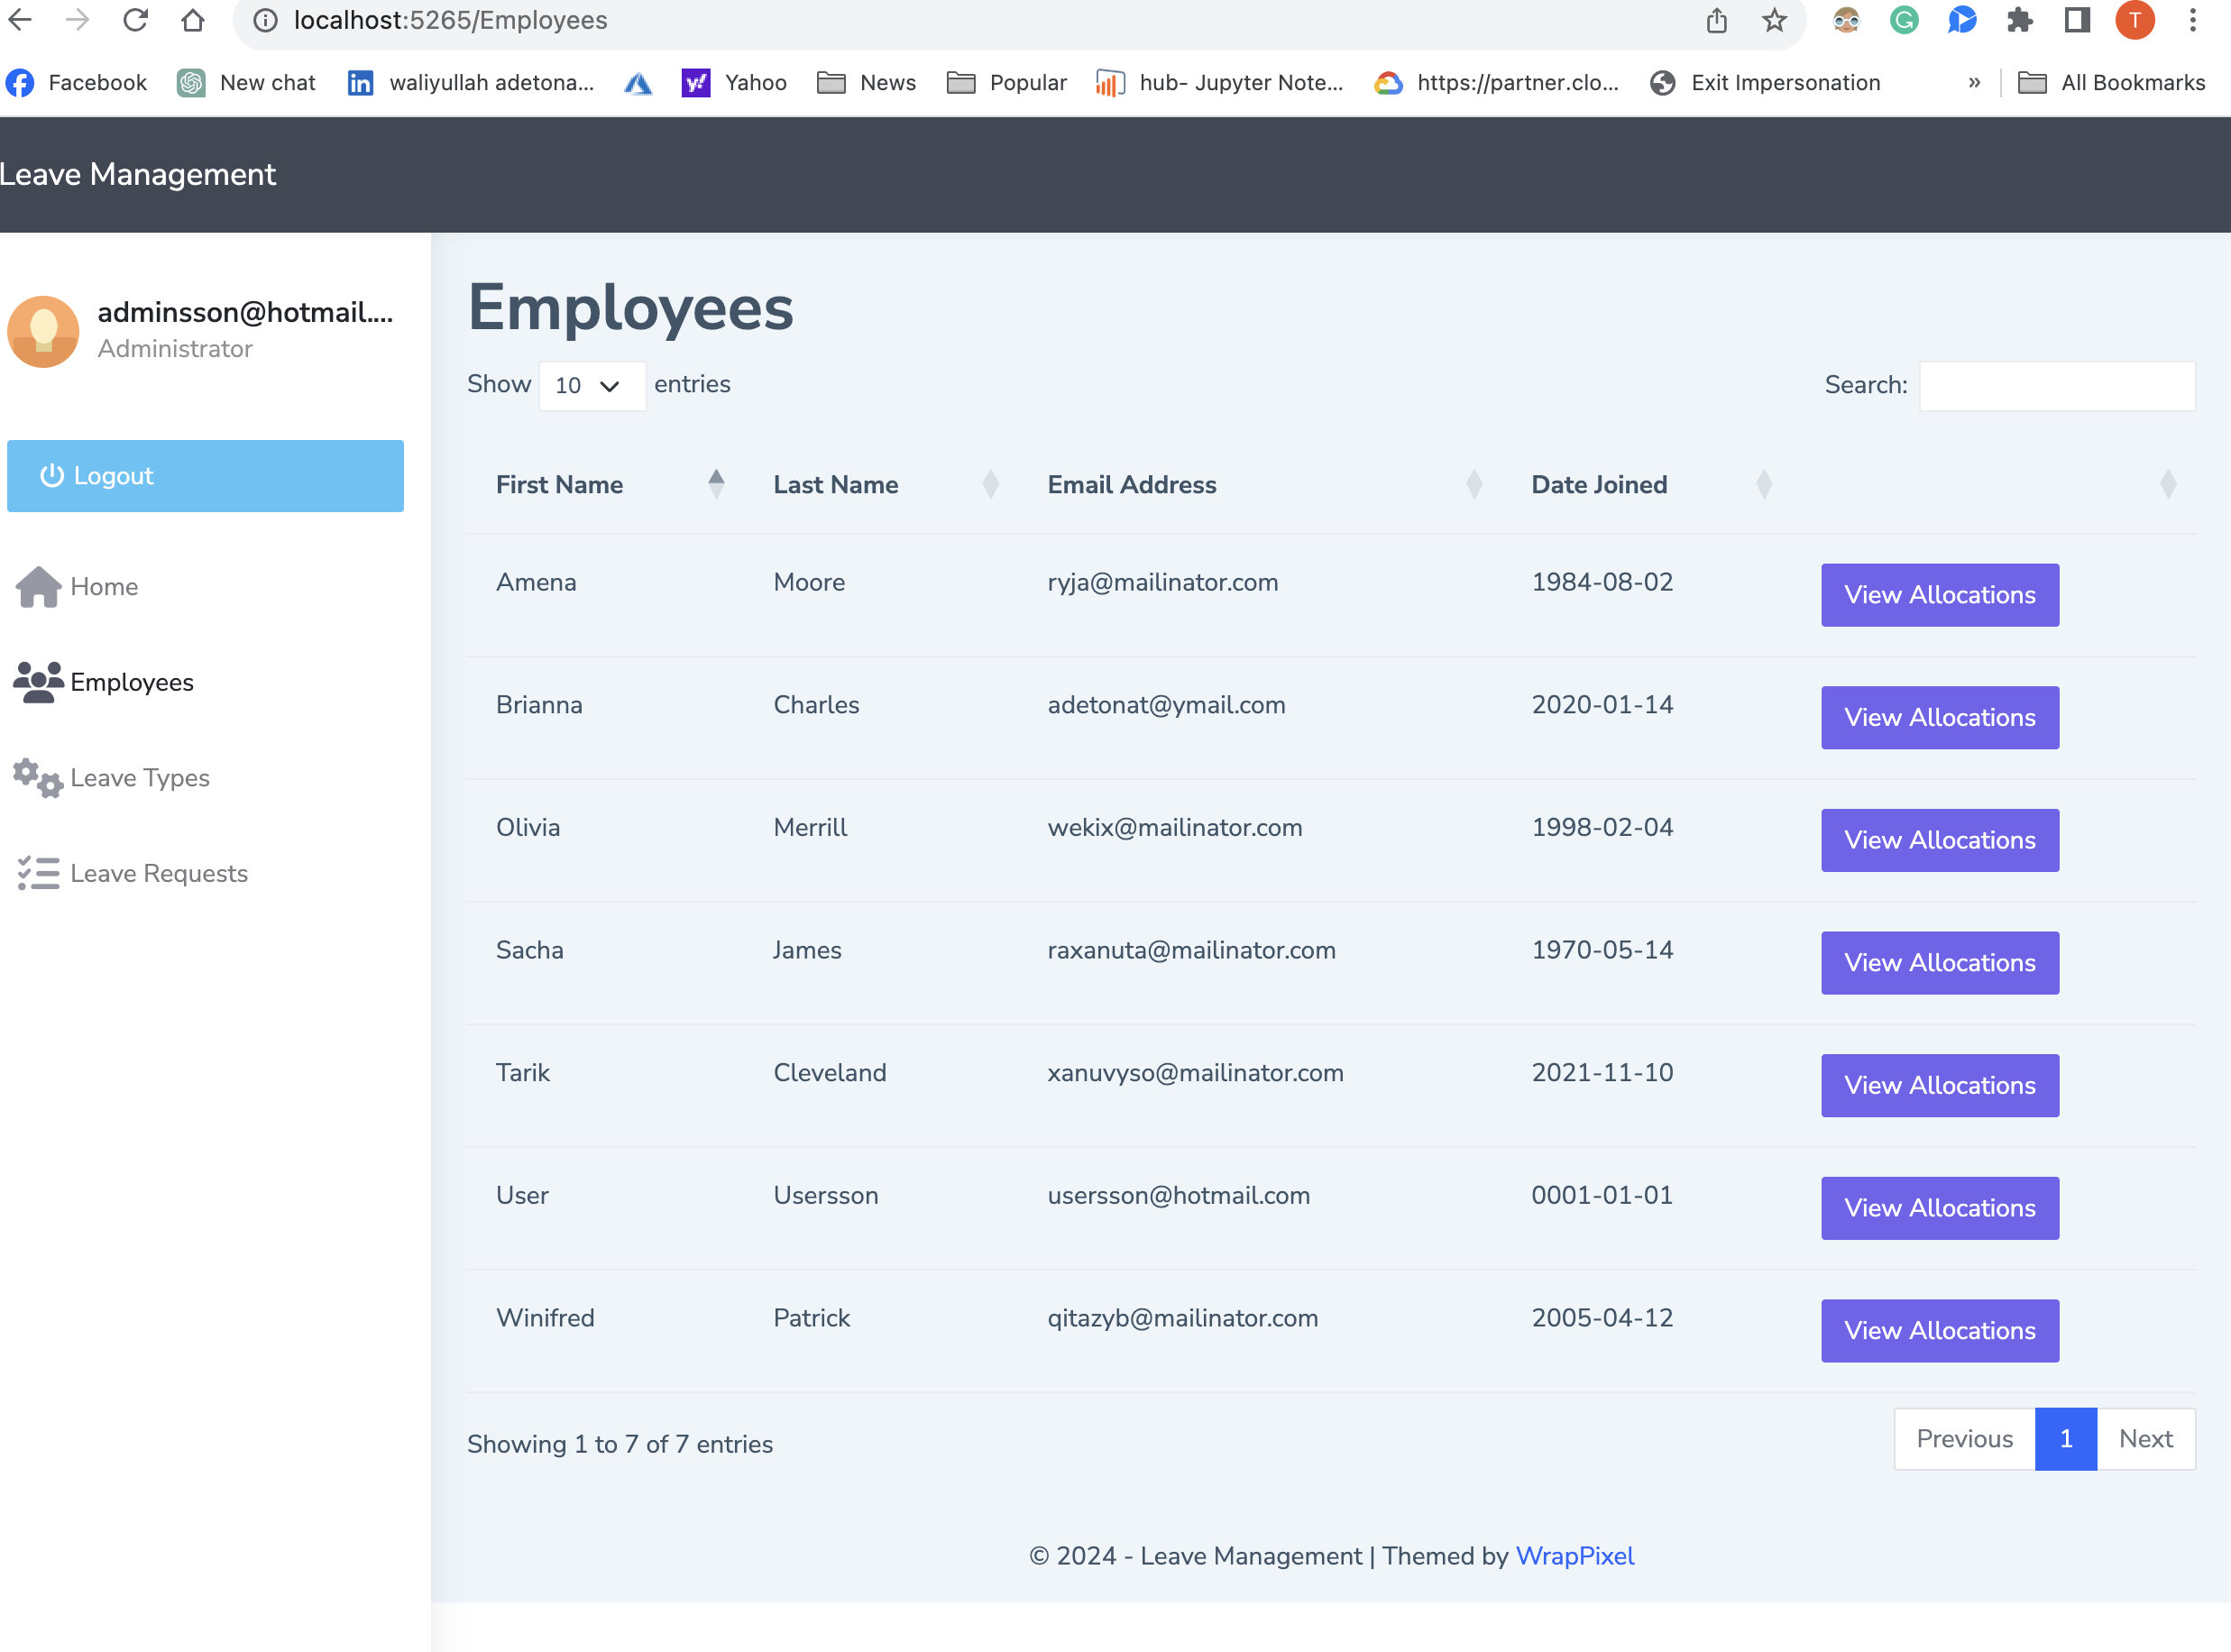 localhost:5265/Employees
T
Facebook New chat waliyullah adetona... Yahoo News Popular hub- Jupyter Note... https://partner.clo... Exit Impersonation » All Bookmarks
Leave Management
adminsson@hotmail....
Administrator
Logout
Home
Employees
Leave Types
Leave Requests
Employees
Show 10 entries
Search:
First Name Last Name Email Address Date Joined
Amena Moore ryja@mailinator.com 1984-08-02 View Allocations
Brianna Charles adetonat@ymail.com 2020-01-14 View Allocations
Olivia Merrill wekix@mailinator.com 1998-02-04 View Allocations
Sacha James raxanuta@mailinator.com 1970-05-14 View Allocations
Tarik Cleveland xanuvyso@mailinator.com 2021-11-10 View Allocations
User Usersson usersson@hotmail.com 0001-01-01 View Allocations
Winifred Patrick qitazyb@mailinator.com 2005-04-12 View Allocations
Showing 1 to 7 of 7 entries
Previous 1 Next
© 2024 - Leave Management | Themed by WrapPixel